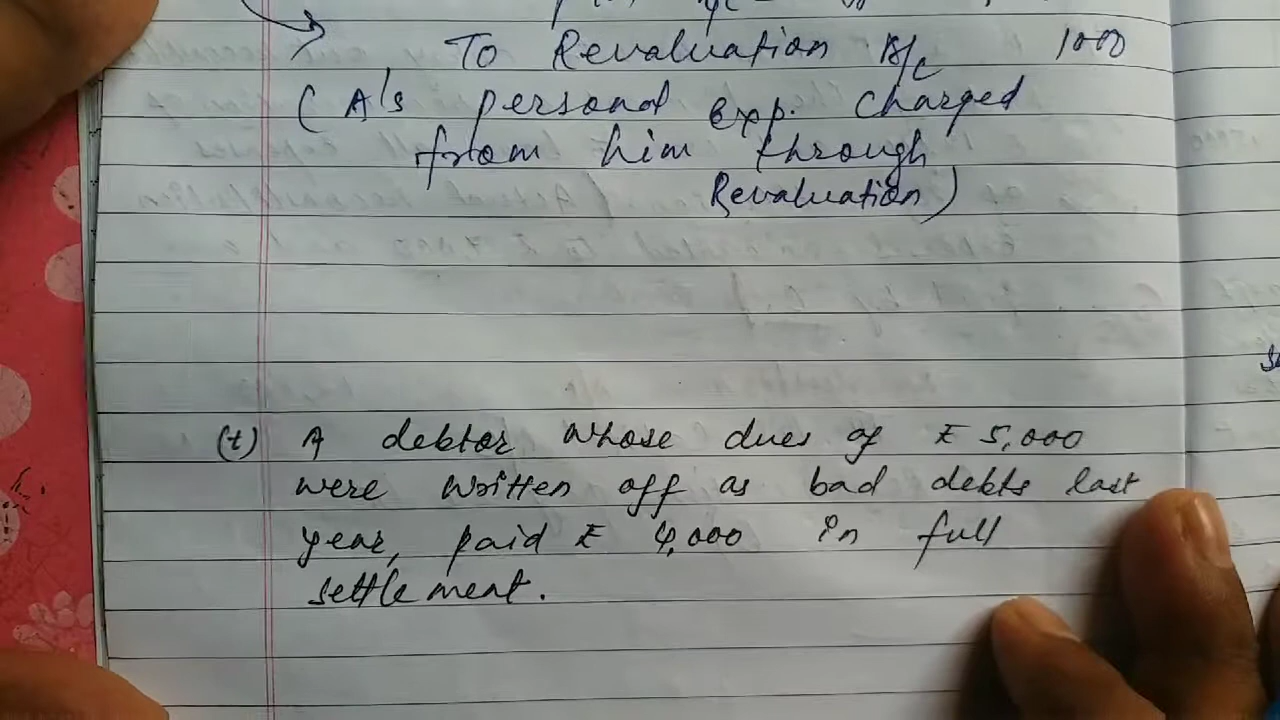 To Revaluation A/c 1000
( A's personal exp. charged
from him through
Revaluation)
(t) A debtor whose dues of ₹ 5,000
were written off as bad debts last
year, paid ₹ 4,000 in full
settlement.